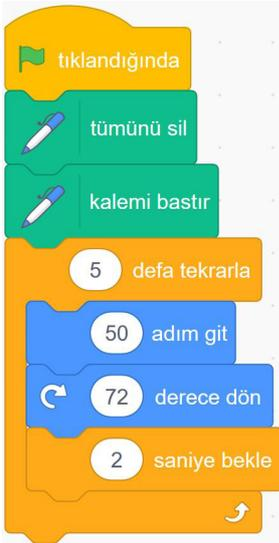 tıklandığında
tümünü sil
kalemi bastır
5 defa tekrarla
50 adım git
72 derece dön
2 saniye bekle